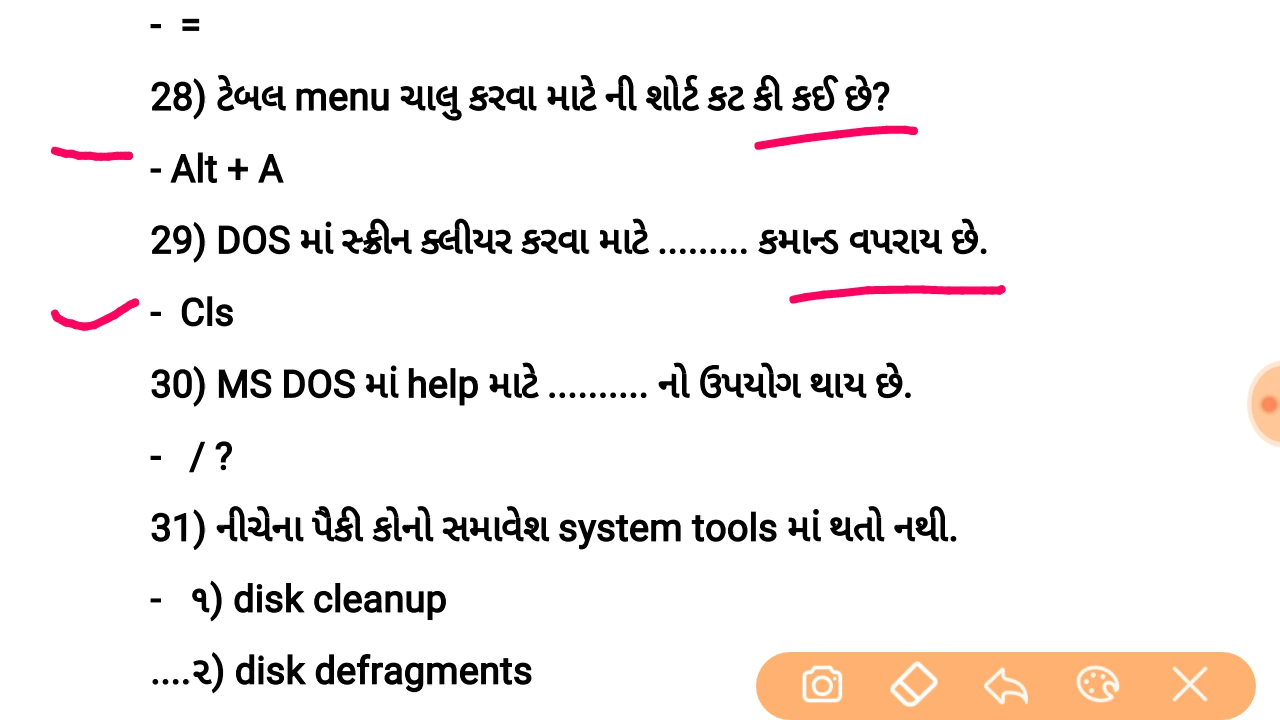 - =
28) ટેબલ menu ચાલુ કરવા માટે ની શોર્ટ કટ કી કઈ છે?
- Alt + A
29) DOS માં સ્ક્રીન ક્લીયર કરવા માટે ......... કમાન્ડ વપરાય છે.
- Cls
30) MS DOS માં help માટે .......... નો ઉપયોગ થાય છે.
- / ?
31) નીચેના પૈકી કોનો સમાવેશ system tools માં થતો નથી.
- ૧) disk cleanup
....૨) disk defragments